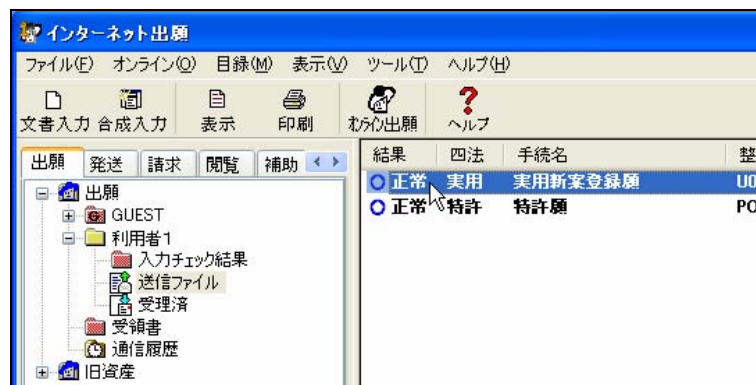 インターネット出願
ファイル(F) オンライン(O) 目録(M) 表示(V) ツール(T) ヘルプ(H)
文書入力 合成入力 表示 印刷 オンライン出願 ヘルプ
出願 発送 請求 閲覧 補助
結果 四法 手続名 整
正常 実用 実用新案登録願 U0
正常 特許 特許願 PO
出願
GUEST
利用者1
入力チェック結果
送信ファイル
受理済
受領書
通信履歴
旧資産